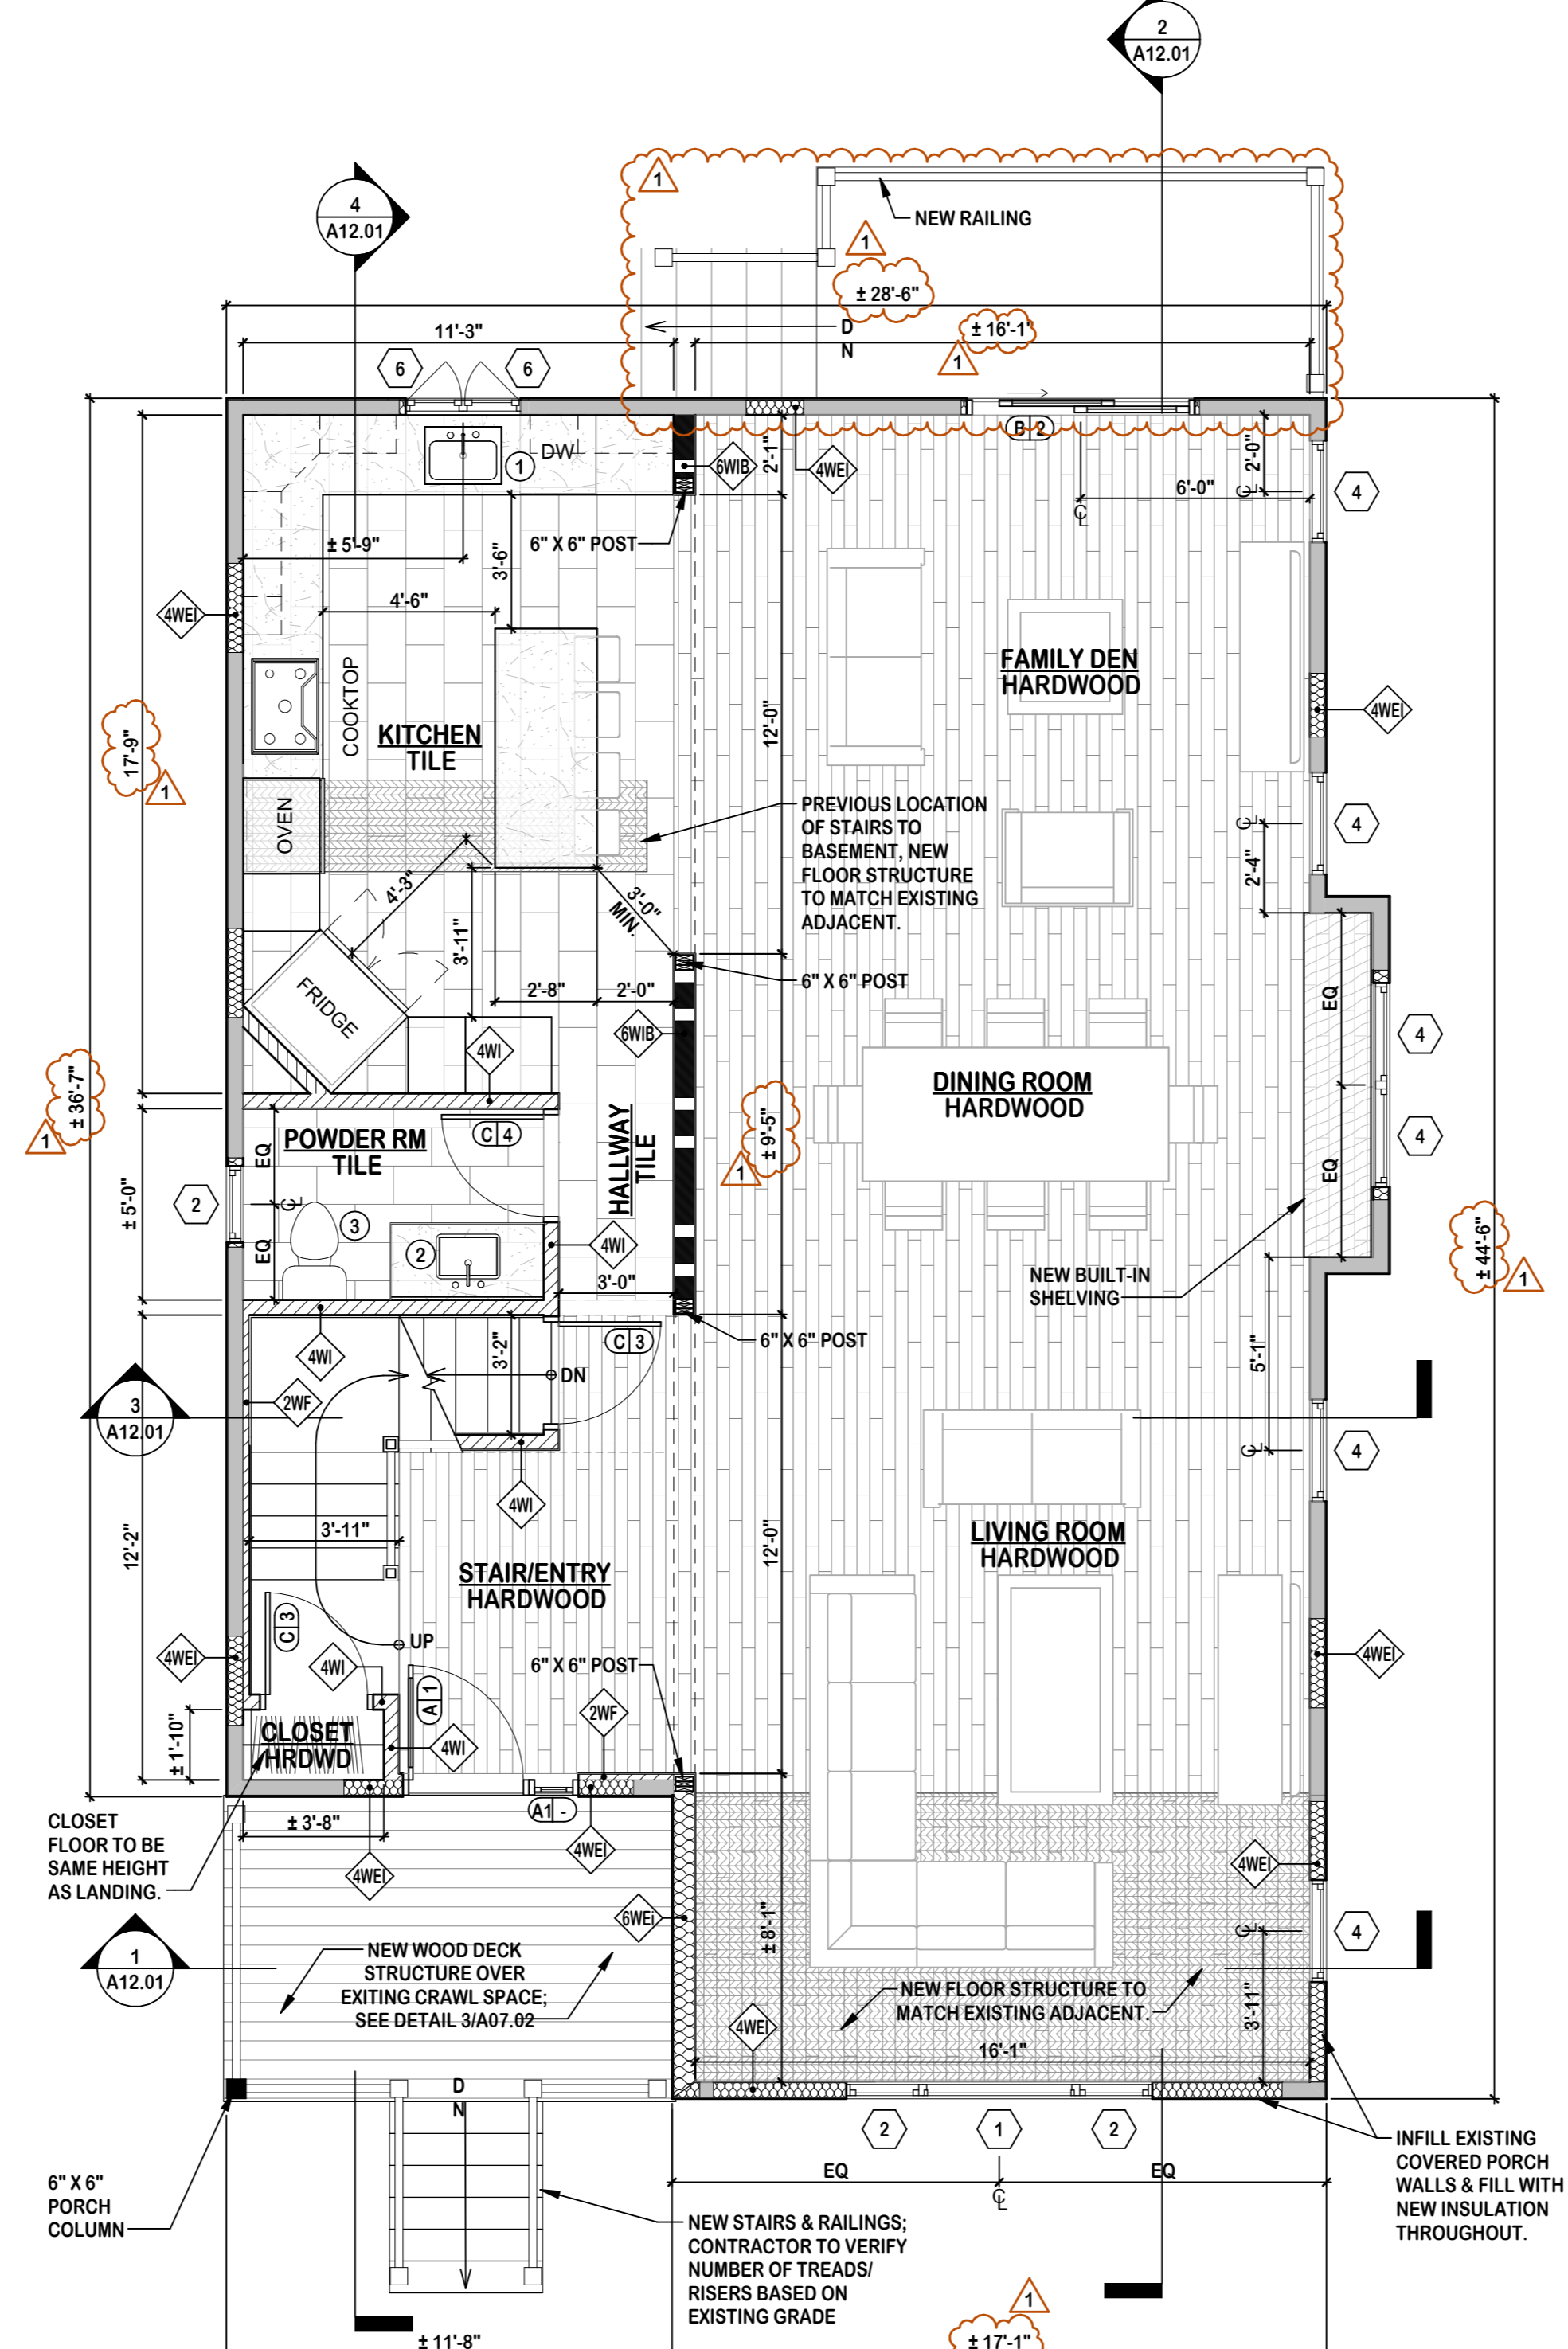 2
A12.01
1
4
A12.01
NEW RAILING
1
± 28'-6"
D
N
± 16'-1"
1
11'-3"
6
6
DW
1
6WIB
2'-1"
4WEI
B 2
2'-0"
CL
6'-0"
CL
4
6" X 6" POST
± 5'-9"
3'-6"
4'-6"
4WEI
COOKTOP
KITCHEN
TILE
FAMILY DEN
HARDWOOD
12'-0"
4WEI
17'-9"
1
OVEN
PREVIOUS LOCATION
OF STAIRS TO
BASEMENT, NEW
FLOOR STRUCTURE
TO MATCH EXISTING
ADJACENT.
CL
4
2'-4"
4'-3"
3'-0"
MIN.
3'-11"
FRIDGE
2'-8"
2'-0"
6" X 6" POST
EQ
6WIB
4WI
4
± 36'-7"
1
DINING ROOM
HARDWOOD
POWDER RM
TILE
C 4
HALLWAY
TILE
± 9'-5"
1
4
EQ
EQ
± 5'-0"
2
CL
EQ
3
2
4WI
3'-0"
± 44'-6"
1
NEW BUILT-IN
SHELVING
4WI
3'-2"
C 3
6" X 6" POST
DN
5'-1"
2WF
3
A12.01
CL
4
4WI
12'-2"
3'-11"
12'-0"
LIVING ROOM
HARDWOOD
STAIR/ENTRY
HARDWOOD
C 3
UP
4WEI
4WI
6" X 6" POST
4WEI
A 1
2WF
± 1'-10"
CLOSET
HRDWD
4WI
A1 -
CLOSET
FLOOR TO BE
SAME HEIGHT
AS LANDING.
± 3'-8"
4WEI
4WEI
4WEI
6WEi
± 8'-1"
CL
4
1
A12.01
NEW WOOD DECK
STRUCTURE OVER
EXITING CRAWL SPACE;
SEE DETAIL 3/A07.02
NEW FLOOR STRUCTURE TO
MATCH EXISTING ADJACENT.
3'-11"
4WEI
16'-1"
D
N
2
1
2
INFILL EXISTING
COVERED PORCH
WALLS & FILL WITH
NEW INSULATION
THROUGHOUT.
EQ
EQ
CL
6" X 6"
PORCH
COLUMN
NEW STAIRS & RAILINGS;
CONTRACTOR TO VERIFY
NUMBER OF TREADS/
RISERS BASED ON
EXISTING GRADE
1
± 11'-8"
± 17'-1"